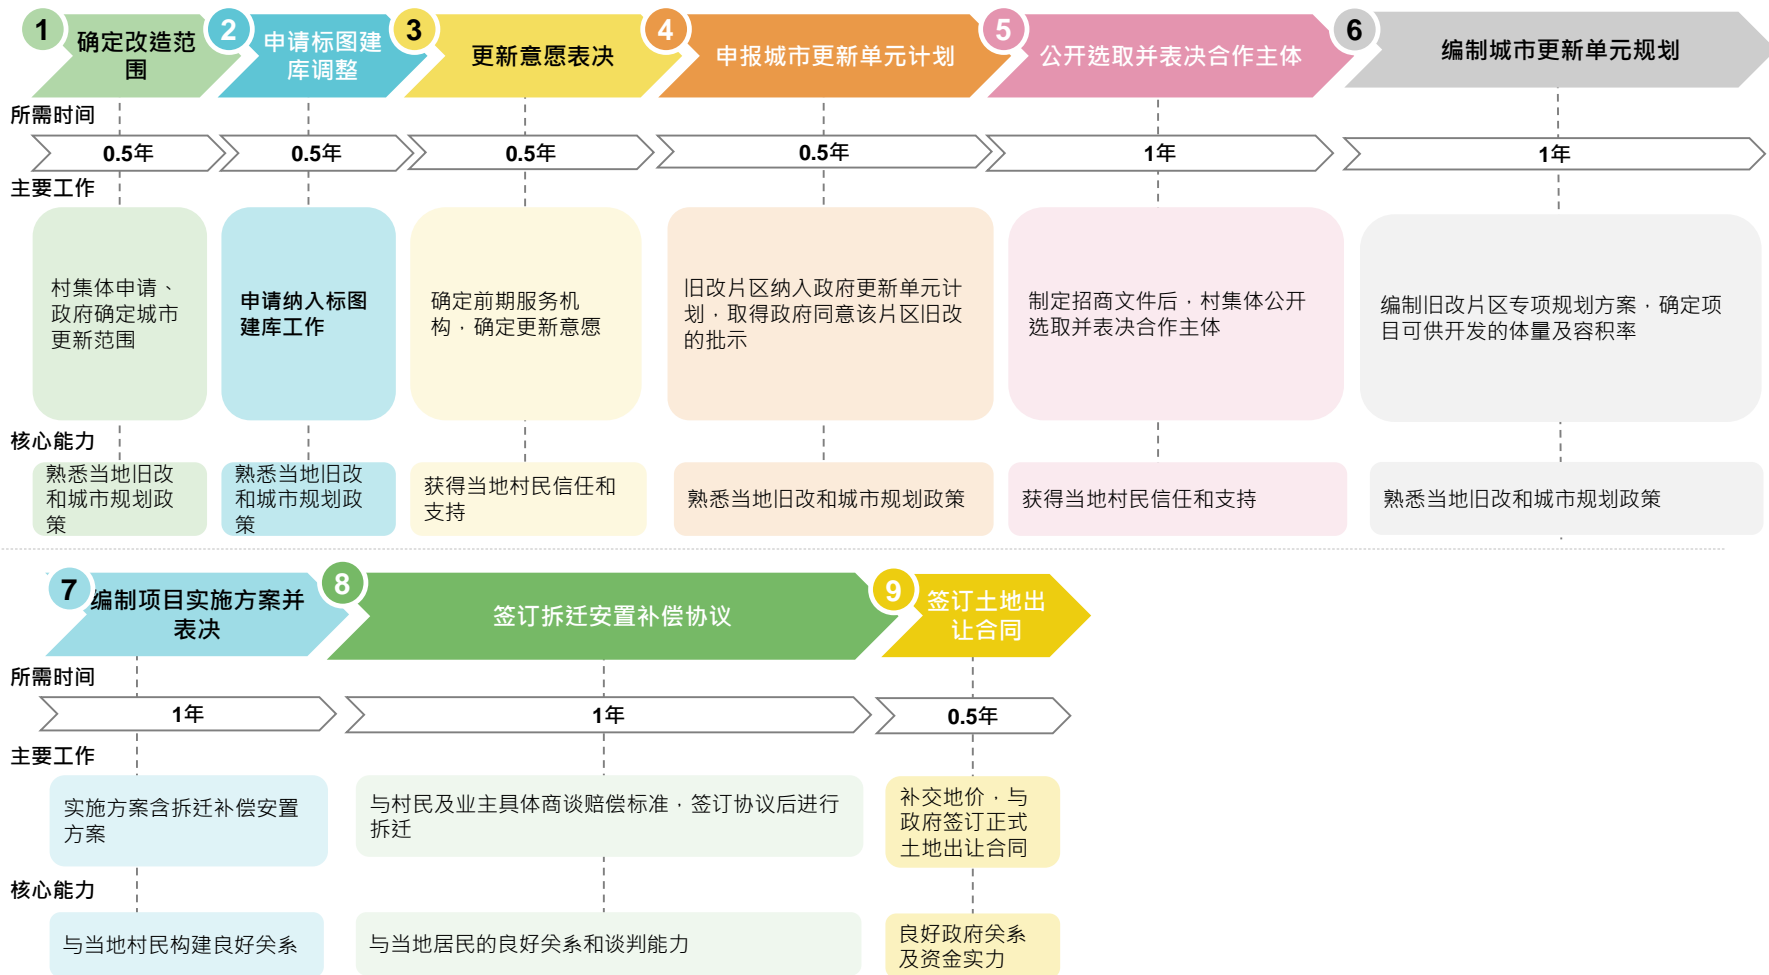 1
确定改造范
围
2
申请标图建
库调整
3
更新意愿表决
4
申报城市更新单元计划
5
公开选取并表决合作主体
6
编制城市更新单元规划
所需时间
0.5年
0.5年
0.5年
0.5年
1年
1年
主要工作
村集体申请、
政府确定城市
更新范围
申请纳入标图
建库工作
确定前期服务机
构，确定更新意愿
旧改片区纳入政府更新单元计
划，取得政府同意该片区旧改
的批示
制定招商文件后，村集体公开
选取并表决合作主体
编制旧改片区专项规划方案，确定项
目可供开发的体量及容积率
核心能力
熟悉当地旧改
和城市规划政
策
熟悉当地旧改
和城市规划政
策
获得当地村民信任和
支持
熟悉当地旧改和城市规划政策
获得当地村民信任和支持
熟悉当地旧改和城市规划政策
7
编制项目实施方案并
表决
8
签订拆迁安置补偿协议
9
签订土地出
让合同
所需时间
1年
1年
0.5年
主要工作
实施方案含拆迁补偿安置
方案
与村民及业主具体商谈赔偿标准，签订协议后进行
拆迁
补交地价，与
政府签订正式
土地出让合同
核心能力
与当地村民构建良好关系
与当地居民的良好关系和谈判能力
良好政府关系
及资金实力